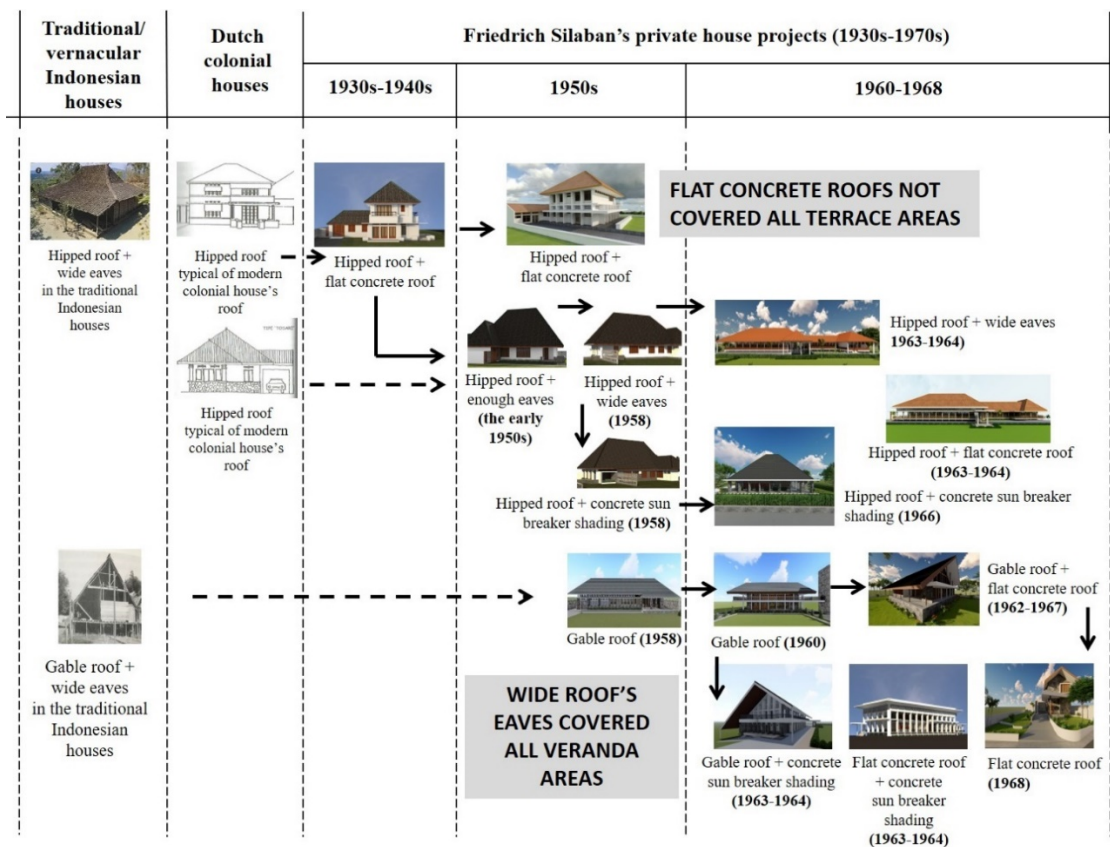 Traditional/
vernacular
Indonesian
houses
Dutch
colonial
houses
Friedrich Silaban's private house projects (1930s-1970s)
1930s-1940s
1950s
1960-1968
Hipped roof +
wide eaves
in the traditional
Indonesian
houses
Hipped roof
typical of modern
colonial house's
roof
Hipped roof +
flat concrete roof
Hipped roof +
flat concrete roof
FLAT CONCRETE ROOFS NOT
COVERED ALL TERRACE AREAS
Hipped roof
typical of modern
colonial house's
roof
Hipped roof +
enough eaves
(the early
1950s)
Hipped roof +
wide eaves
(1958)
Hipped roof + wide eaves
1963-1964)
Hipped roof + flat concrete roof
(1963-1964)
Hipped roof + concrete sun
breaker shading (1958)
Hipped roof + concrete sun breaker
shading (1966)
Gable roof +
wide eaves
in the traditional
Indonesian
houses
Gable roof (1958)
Gable roof (1960)
Gable roof +
flat concrete roof
(1962-1967)
WIDE ROOF'S
EAVES COVERED
ALL VERANDA
AREAS
Gable roof + concrete
sun breaker shading
(1963-1964)
Flat concrete roof
+ concrete
sun breaker
shading
(1963-1964)
Flat concrete roof
(1968)